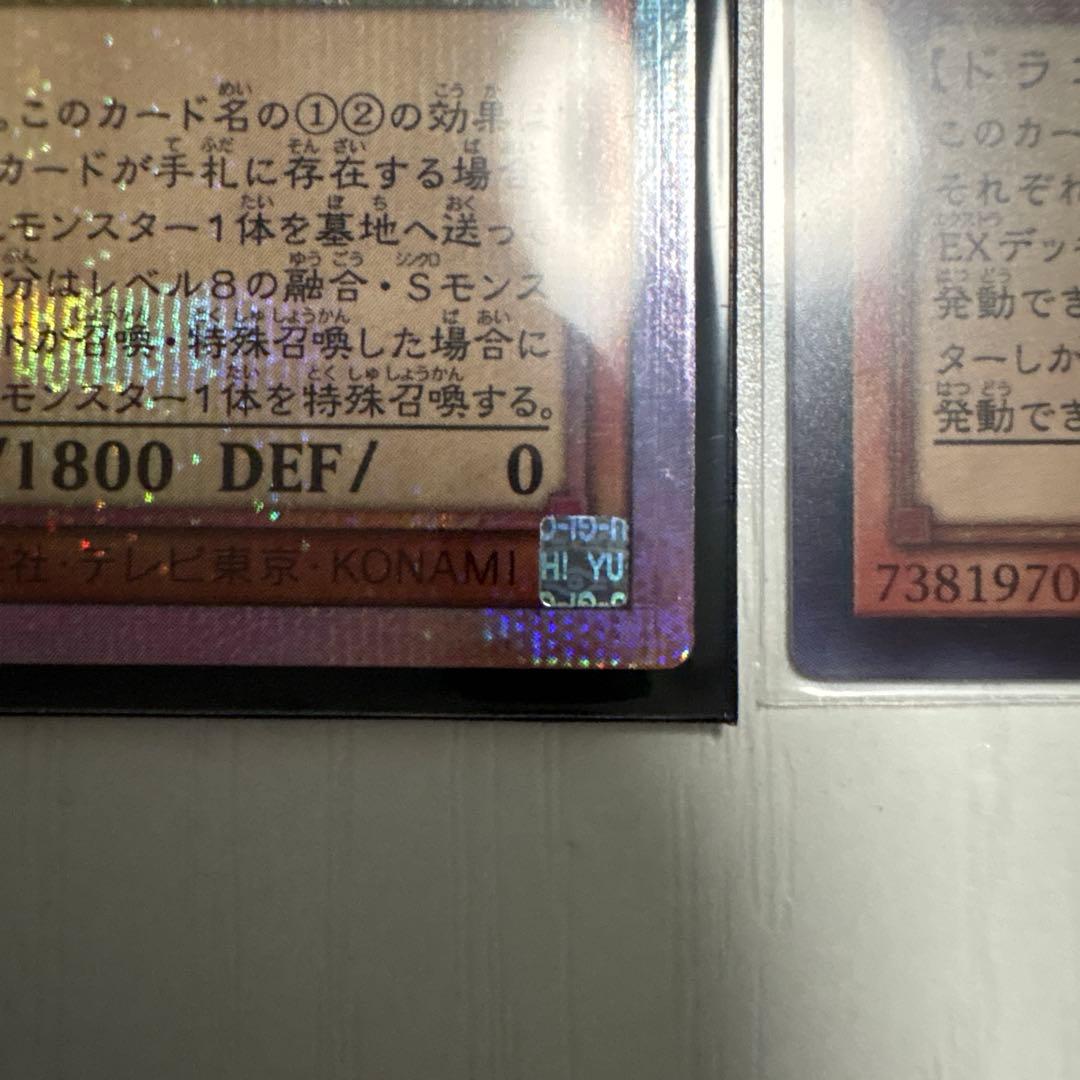 。このカード名の①②の効果
カードが手札に存在する場
モンスター1体を墓地へ送っ
分はレベル8の融合・Sモンス
ドが召喚・特殊召喚した場合に
モンスター1体を特殊召喚する。
/1800 DEF/ 0
社・テレビ東京・KONAMI
HI YU
【ドラ
このカー
それぞれ
EXデッキ
発動でき
ターしか
発動でき
7381970